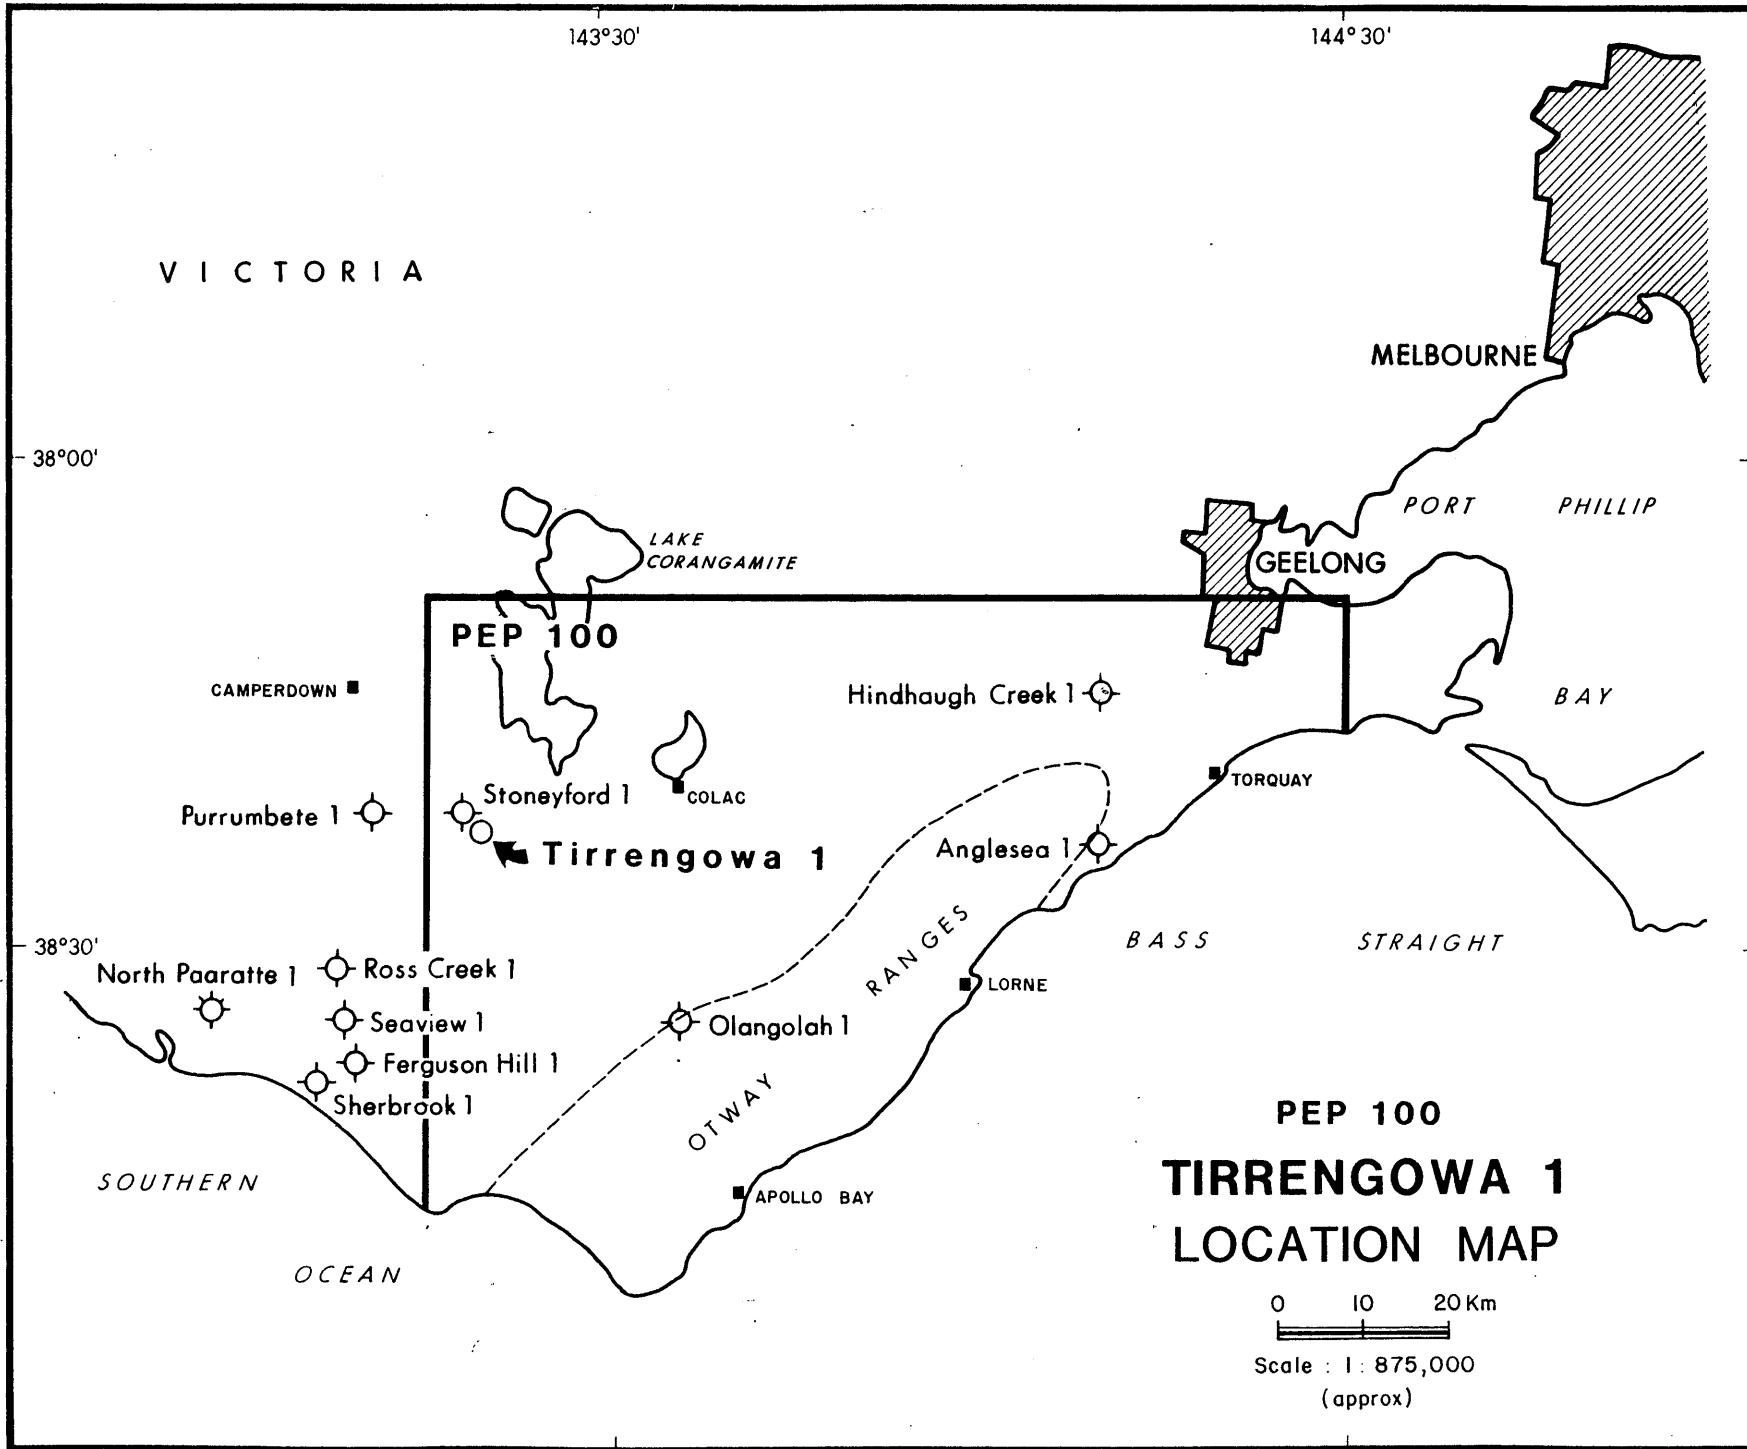 143°30'
144°30'
VICTORIA
MELBOURNE
38°00'
PORT PHILLIP
LAKE
CORANGAMITE
GEELONG
PEP 100
CAMPERDOWN
Hindhaugh Creek 1
BAY
TORQUAY
Stoneyford 1
COLAC
Purrumbete 1
Tirrengowa 1
Anglesea 1
38°30'
BASS STRAIGHT
OTWAY RANGES
North Paaratte 1
Ross Creek 1
LORNE
Seaview 1
Olangolah 1
Ferguson Hill 1
Sherbrook 1
SOUTHERN
OCEAN
APOLLO BAY
PEP 100
TIRRENGOWA 1
LOCATION MAP
0 10 20 Km
Scale : 1 : 875,000
(approx)